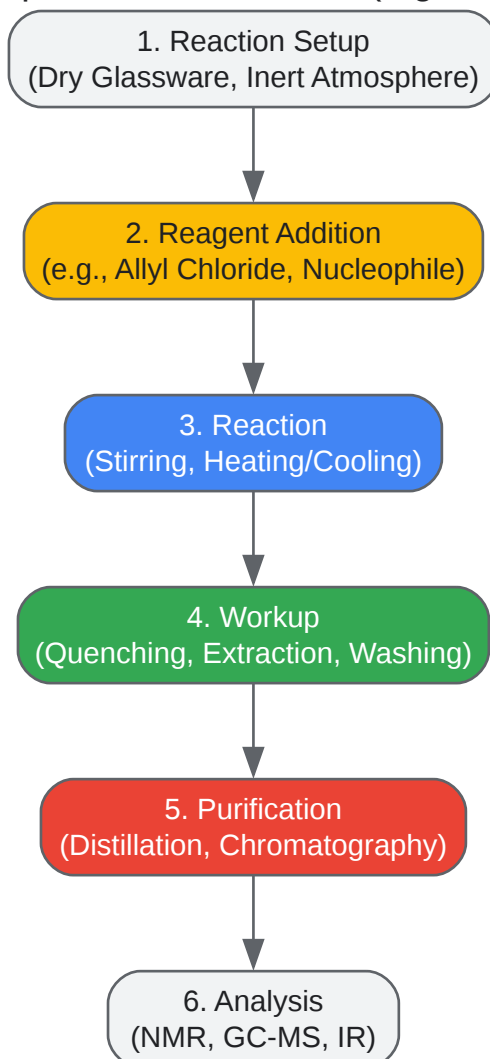 1. Reaction Setup
(Dry Glassware, Inert Atmosphere)
2. Reagent Addition
(e.g., Allyl Chloride, Nucleophile)
3. Reaction
(Stirring, Heating/Cooling)
4. Workup
(Quenching, Extraction, Washing)
5. Purification
(Distillation, Chromatography)
6. Analysis
(NMR, GC-MS, IR)